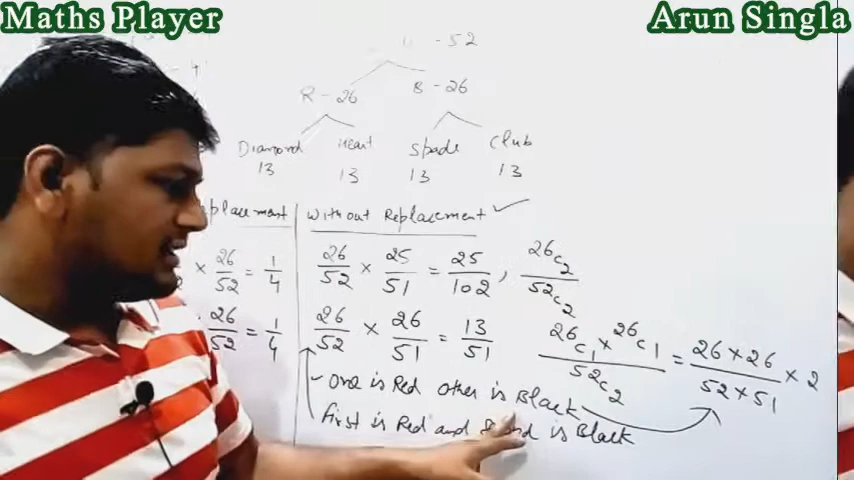 Maths Player
Arun Singla
- 52
R - 26
B - 26
Diamond Heart Spade Club
13 13 13 13
Without Replacement ✓
× 26/52 = 1/4
26/52 × 25/51 = 25/102 , 26C2/52C2
26/52 = 1/4
26/52 × 26/51 = 13/51
26C1 × 26C1/52C2 = 26 × 26/52 × 51 × 2
One is Red other is Black
First is Red and is Black